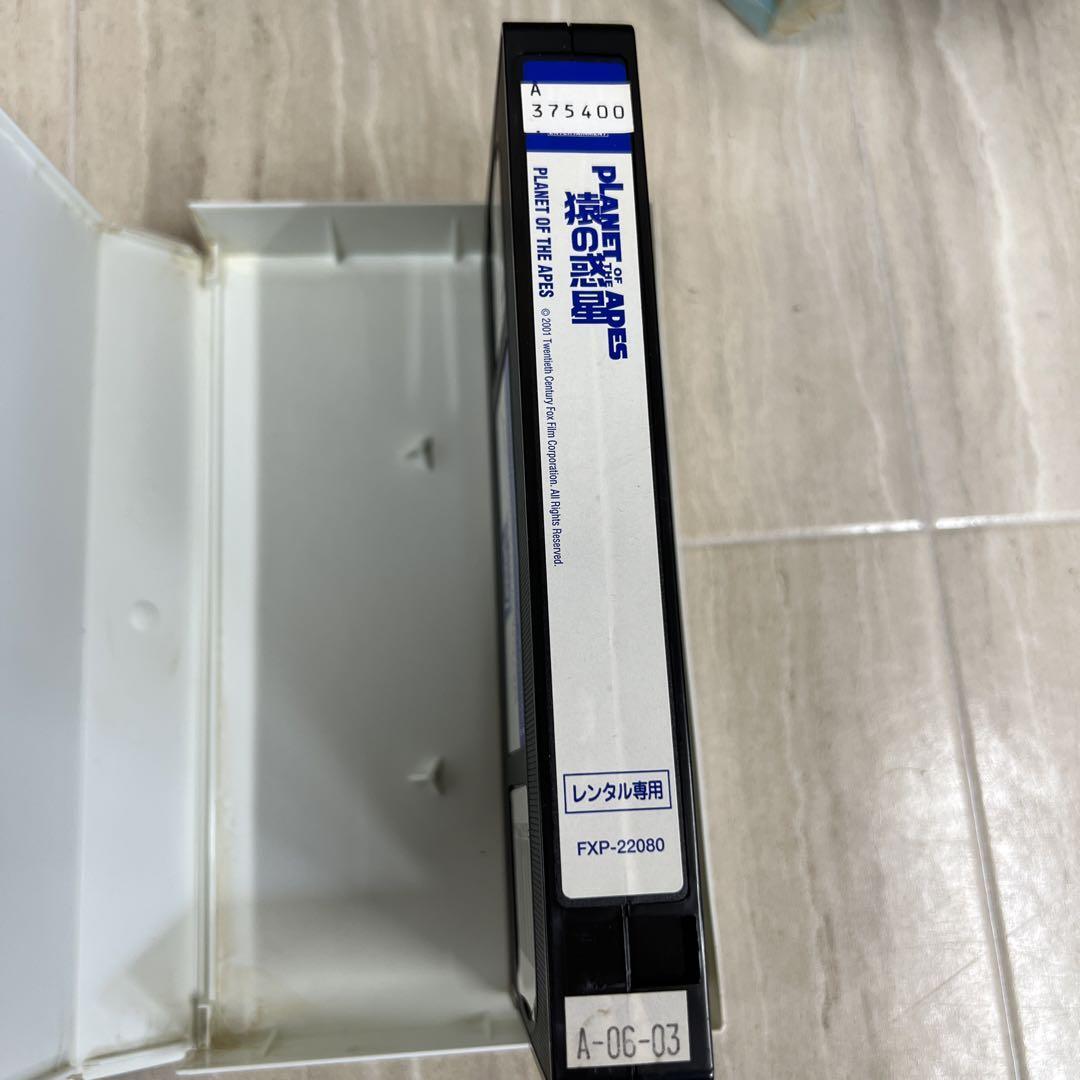 A
375400
ENTERTAINMENT
PLANET OF THE APES
猿の惑星
PLANET OF THE APES © 2001 Twentieth Century Fox Film Corporation. All Rights Reserved.
レンタル専用
FXP-22080
A-06-03